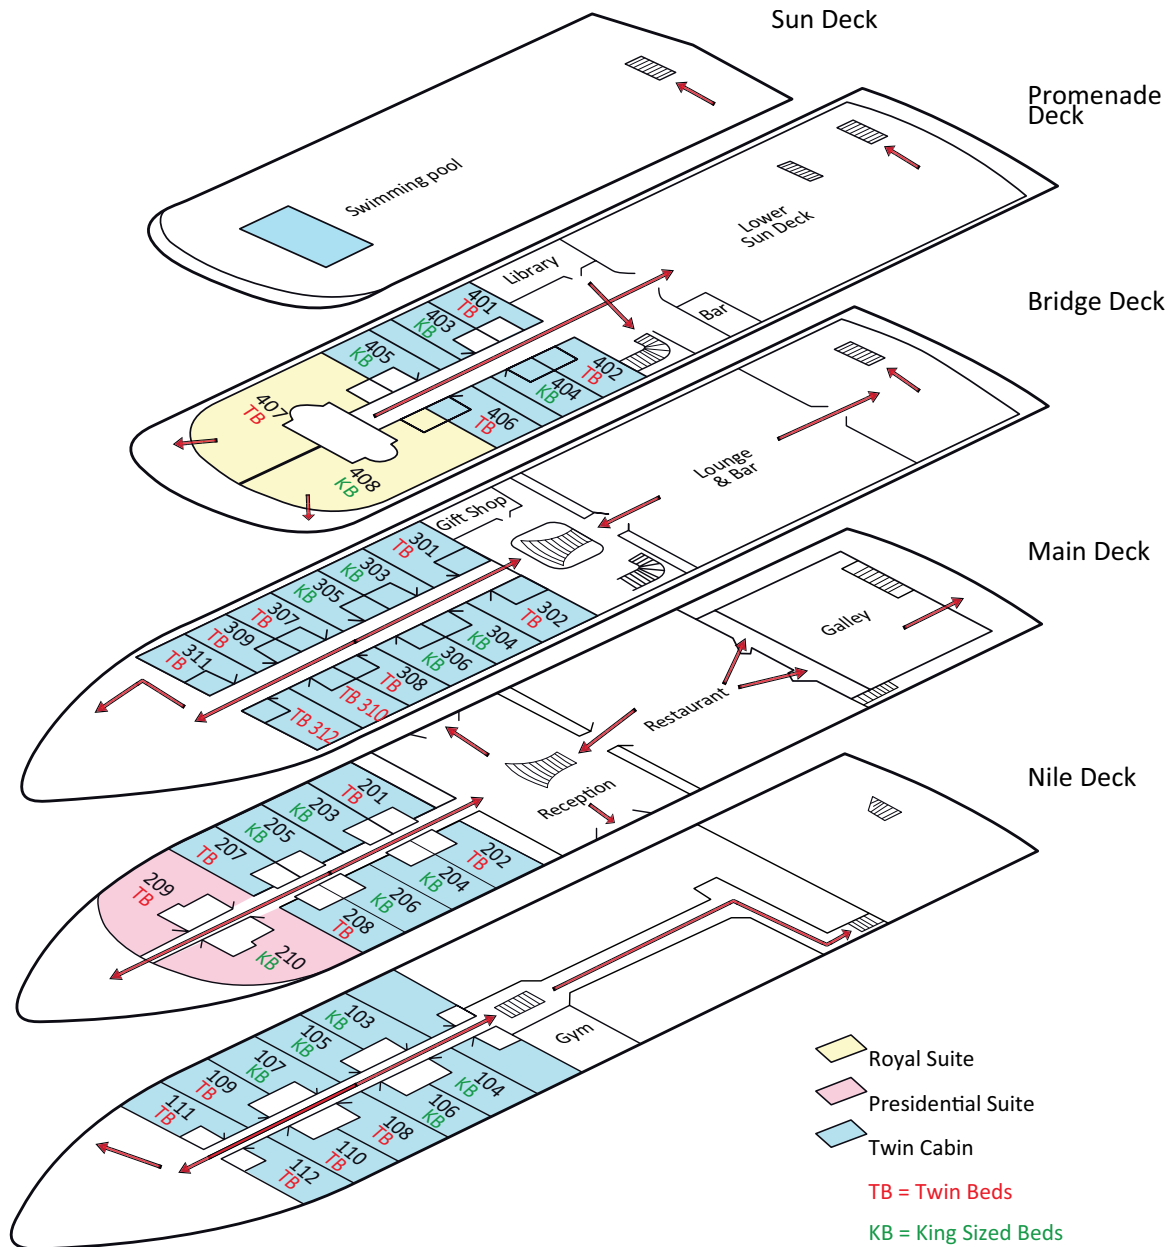 Sun Deck
Swimming pool
Promenade
Deck
Lower
Sun Deck
Library
Bar
401
TB
403
KB
405
KB
407
TB
402
TB
404
KB
406
TB
408
KB
Bridge Deck
Lounge
& Bar
Gift Shop
301
TB
303
KB
305
KB
307
TB
309
TB
311
TB
302
TB
304
KB
306
KB
308
TB
TB 310
TB 312
Main Deck
Galley
Restaurant
Reception
201
TB
203
KB
205
KB
207
TB
209
TB
202
TB
204
KB
206
KB
208
TB
210
KB
Nile Deck
Gym
103
KB
105
KB
107
KB
109
TB
111
TB
104
KB
106
KB
108
TB
110
TB
112
TB
Royal Suite
Presidential Suite
Twin Cabin
TB = Twin Beds
KB = King Sized Beds